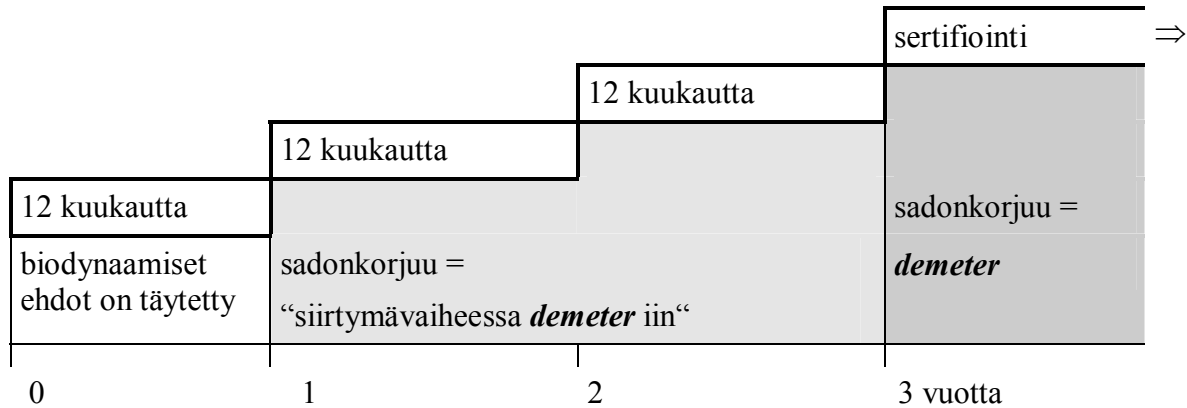 sertifiointi ⇒
12 kuukautta
12 kuukautta
12 kuukautta
sadonkorjuu =
biodynaamiset
ehdot on täytetty
sadonkorjuu =
“siirtymävaiheessa demeter iin“
demeter
0 1 2 3 vuotta